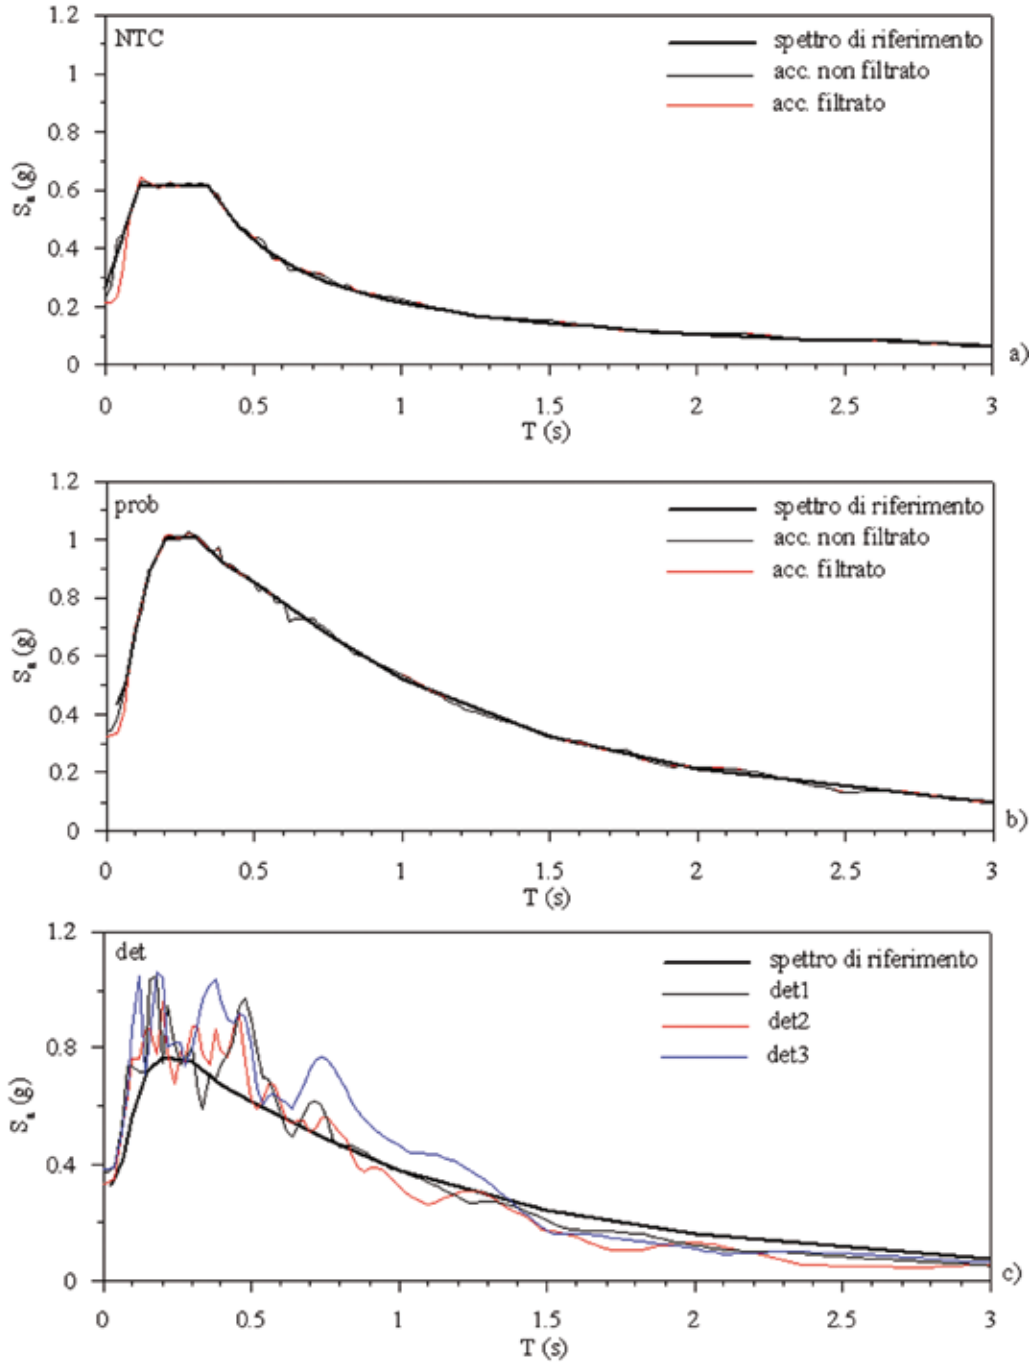 1.2
NTC
spettro di riferimento
1
acc. non filtrato
acc. filtrato
0.8
0.6
Sa (g)
0.4
0.2
0
a)
0 0.5 1 1.5 2 2.5 3
T (s)
1.2
prob
spettro di riferimento
1
acc. non filtrato
acc. filtrato
0.8
0.6
Sa (g)
0.4
0.2
0
b)
0 0.5 1 1.5 2 2.5 3
T (s)
1.2
det
spettro di riferimento
det1
det2
det3
0.8
Sa (g)
0.4
0
c)
0 0.5 1 1.5 2 2.5 3
T (s)